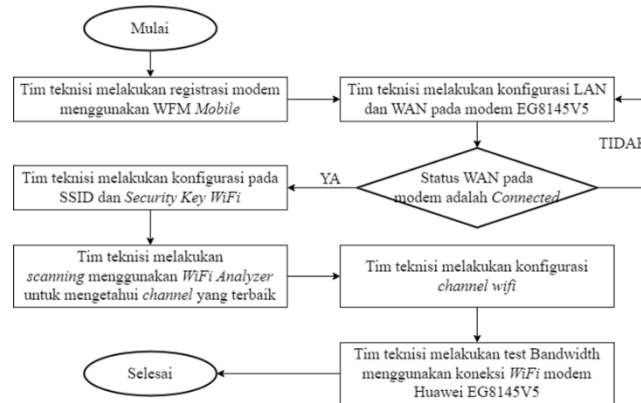 Mulai
Tim teknisi melakukan registrasi modem
menggunakan WFM Mobile
Tim teknisi melakukan konfigurasi LAN
dan WAN pada modem EG8145V5
TIDAK
Status WAN pada
modem adalah Connected
YA
Tim teknisi melakukan konfigurasi pada
SSID dan Security Key WiFi
Tim teknisi melakukan
scanning menggunakan WiFi Analyzer
untuk mengetahui channel yang terbaik
Tim teknisi melakukan konfigurasi
channel wifi
Tim teknisi melakukan test Bandwidth
menggunakan koneksi WiFi modem
Huawei EG8145V5
Selesai